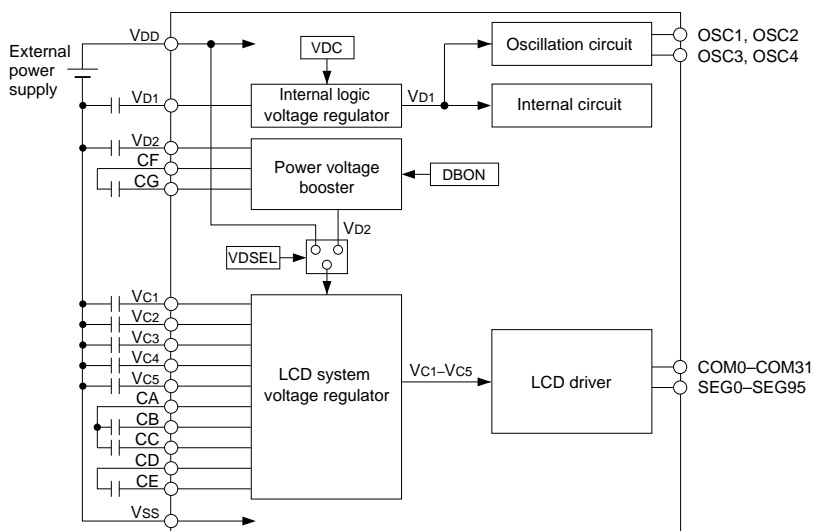 External
power
supply
VDD
VDC
Oscillation circuit
OSC1, OSC2
OSC3, OSC4
VD1
Internal logic
voltage regulator
VD1
Internal circuit
VD2
CF
CG
Power voltage
booster
DBON
VD2
VDSEL
VC1
VC2
VC3
VC4
VC5
CA
CB
CC
CD
CE
VSS
LCD system
voltage regulator
VC1–VC5
LCD driver
COM0–COM31
SEG0–SEG95